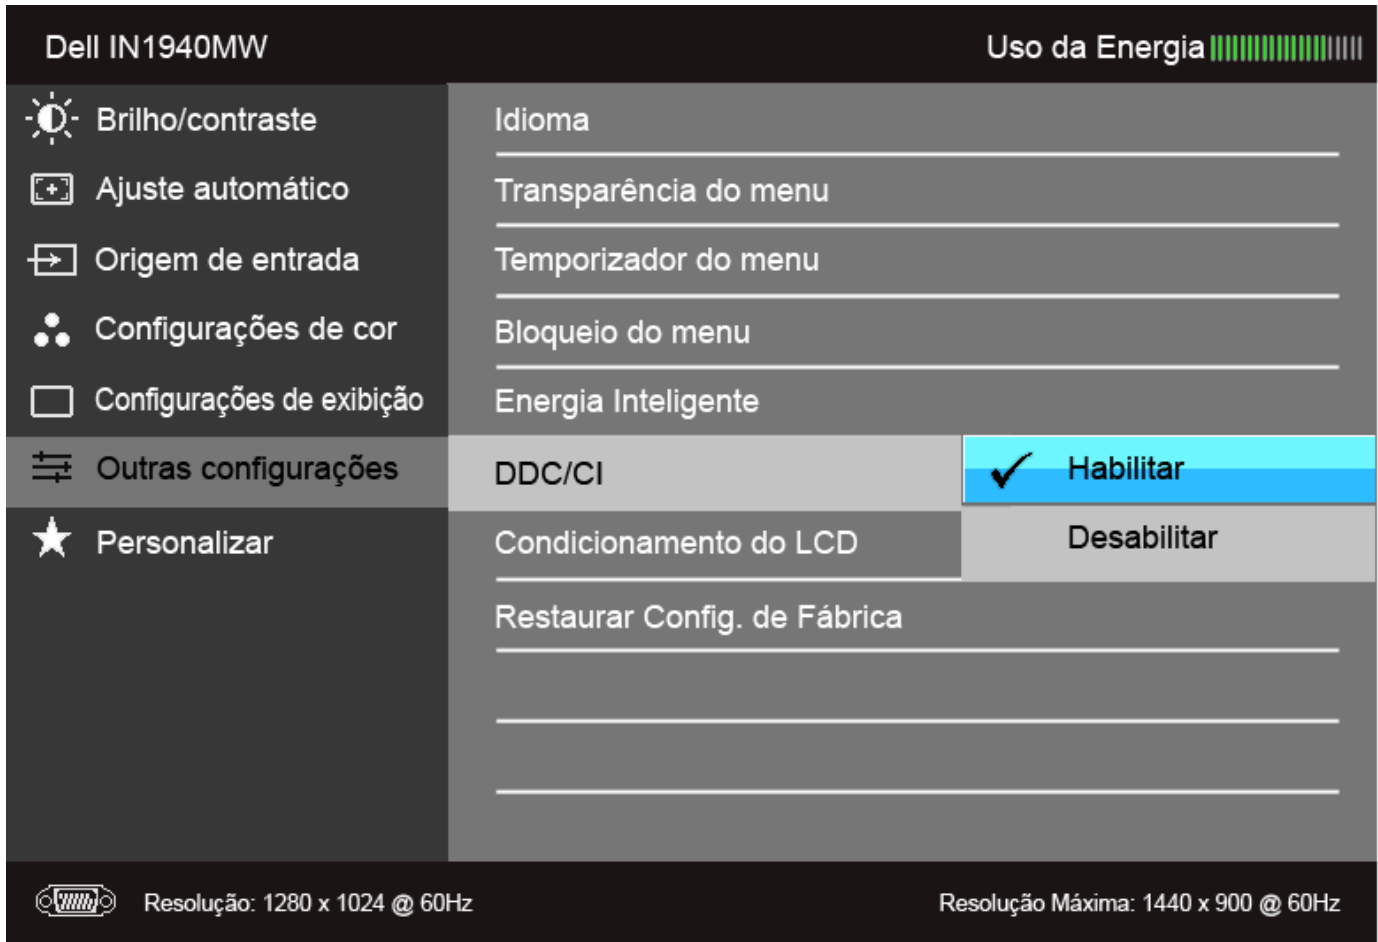 Dell IN1940MW
Uso da Energia
Brilho/contraste
Ajuste automático
Origem de entrada
Configurações de cor
Configurações de exibição
Outras configurações
Personalizar
Idioma
Transparência do menu
Temporizador do menu
Bloqueio do menu
Energia Inteligente
DDC/CI
Habilitar
Desabilitar
Condicionamento do LCD
Restaurar Config. de Fábrica
Resolução: 1280 x 1024 @ 60Hz
Resolução Máxima: 1440 x 900 @ 60Hz